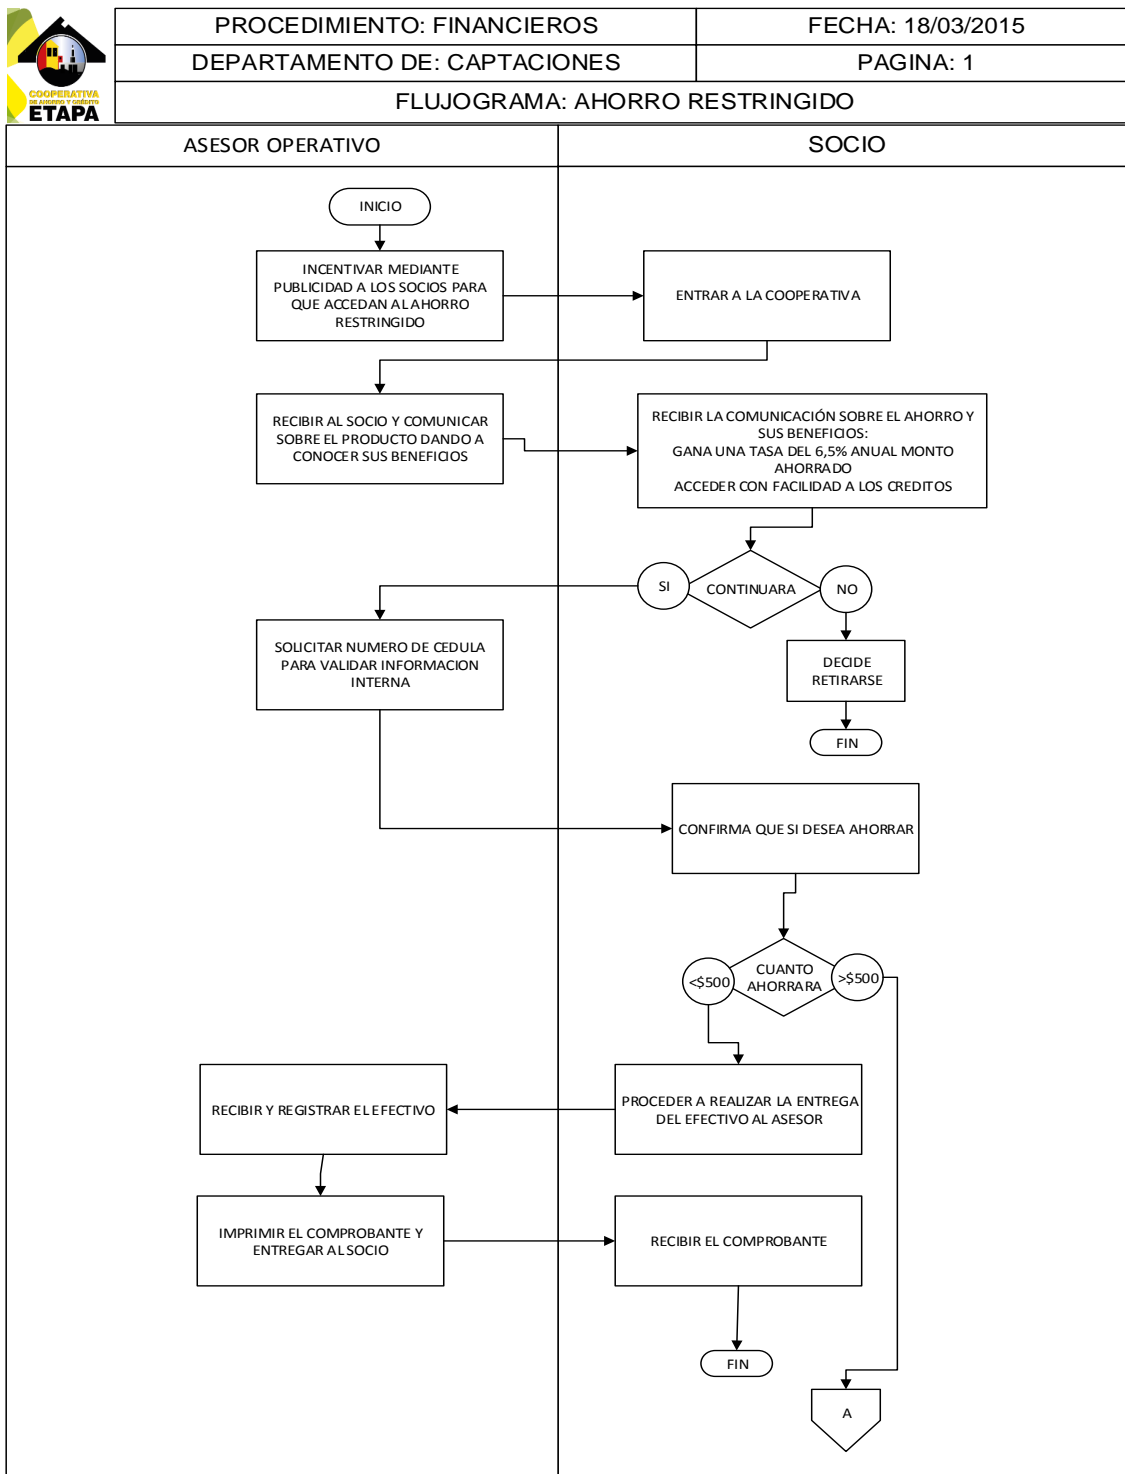 COOPERATIVA
DE AHORRO Y CRÉDITO
ETAPA
PROCEDIMIENTO: FINANCIEROS
FECHA: 18/03/2015
DEPARTAMENTO DE: CAPTACIONES
PAGINA: 1
FLUJOGRAMA: AHORRO RESTRINGIDO
ASESOR OPERATIVO
SOCIO
INICIO
INCENTIVAR MEDIANTE
PUBLICIDAD A LOS SOCIOS PARA
QUE ACCEDAN AL AHORRO
RESTRINGIDO
ENTRAR A LA COOPERATIVA
RECIBIR AL SOCIO Y COMUNICAR
SOBRE EL PRODUCTO DANDO A
CONOCER SUS BENEFICIOS
RECIBIR LA COMUNICACIÓN SOBRE EL AHORRO Y
SUS BENEFICIOS:
GANA UNA TASA DEL 6,5% ANUAL MONTO
AHORRADO
ACCEDER CON FACILIDAD A LOS CREDITOS
SI
CONTINUARA
NO
SOLICITAR NUMERO DE CEDULA
PARA VALIDAR INFORMACION
INTERNA
DECIDE
RETIRARSE
FIN
CONFIRMA QUE SI DESEA AHORRAR
<$500
CUANTO
AHORRARA
>$500
RECIBIR Y REGISTRAR EL EFECTIVO
PROCEDER A REALIZAR LA ENTREGA
DEL EFECTIVO AL ASESOR
IMPRIMIR EL COMPROBANTE Y
ENTREGAR AL SOCIO
RECIBIR EL COMPROBANTE
FIN
A